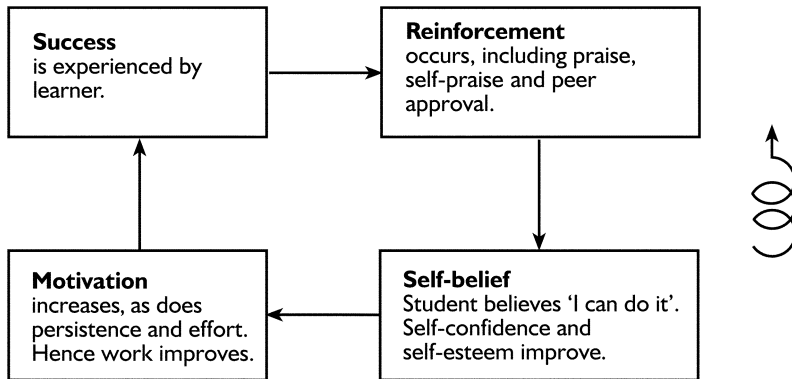 Success
is experienced by
learner.
Reinforcement
occurs, including praise,
self-praise and peer
approval.
Motivation
increases, as does
persistence and effort.
Hence work improves.
Self-belief
Student believes ‘I can do it’.
Self-confidence and
self-esteem improve.